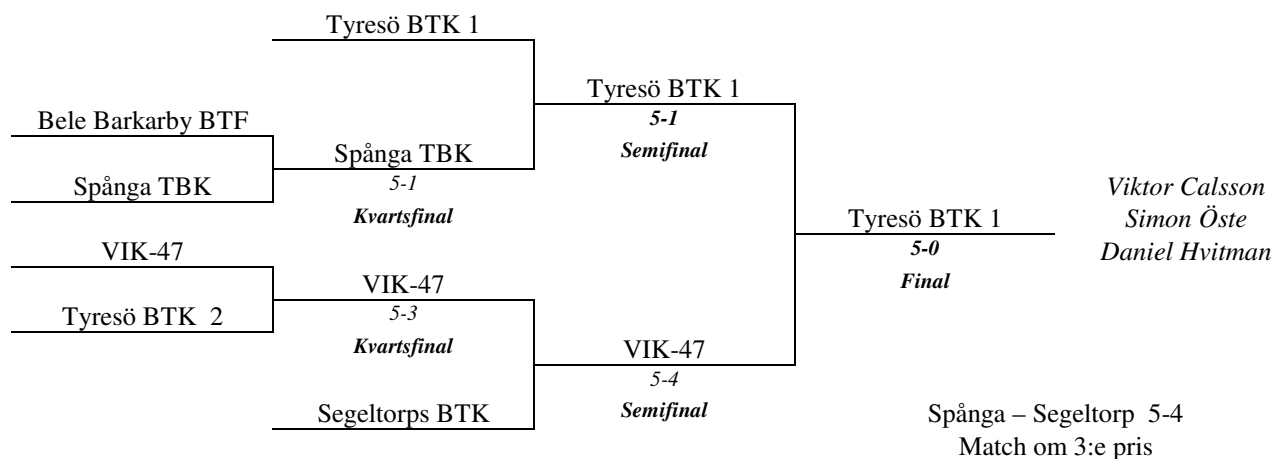 Tyresö BTK 1
Tyresö BTK 1
5-1
Semifinal
Bele Barkarby BTF
Spånga TBK
5-1
Kvartsfinal
Spånga TBK
Viktor Calsson
Simon Öste
Daniel Hvitman
Tyresö BTK 1
5-0
Final
VIK-47
VIK-47
5-3
Kvartsfinal
Tyresö BTK 2
VIK-47
5-4
Semifinal
Segeltorps BTK
Spånga – Segeltorp 5-4
Match om 3:e pris